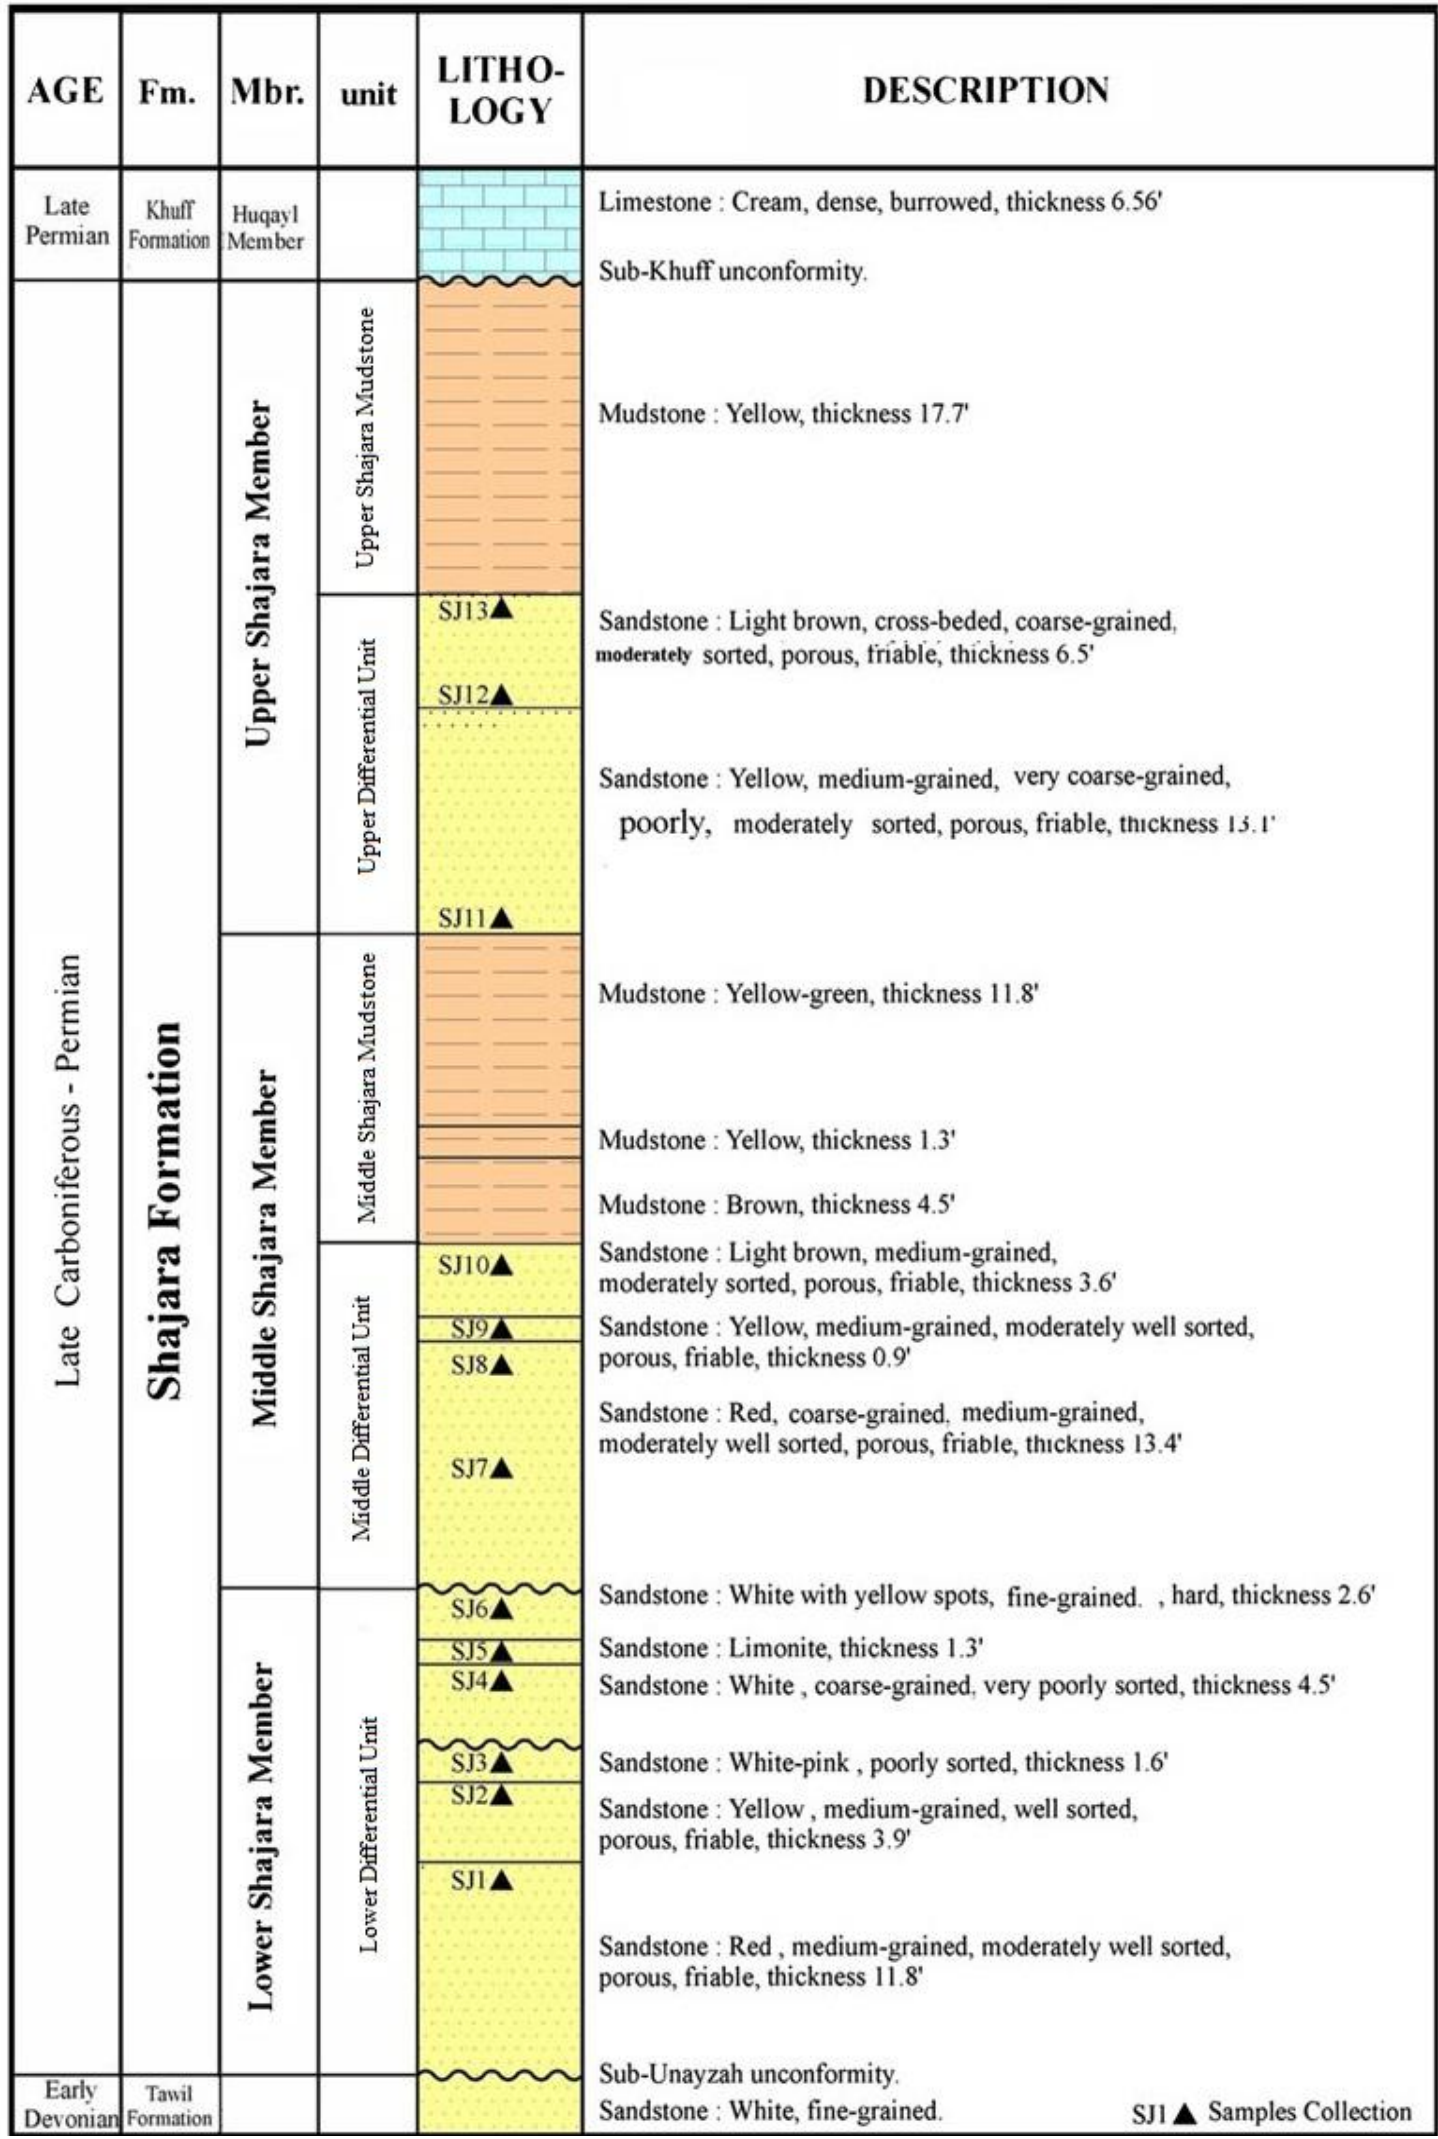 AGE
Fm.
Mbr.
unit
LITHO-
LOGY
DESCRIPTION
Late
Permian
Khuff
Formation
Huqayl
Member
Limestone : Cream, dense, burrowed, thickness 6.56'
Sub-Khuff unconformity.
Late Carboniferous - Permian
Shajara Formation
Upper Shajara Member
Upper Shajara Mudstone
Mudstone : Yellow, thickness 17.7'
Upper Differential Unit
SJ13
Sandstone : Light brown, cross-beded, coarse-grained,
moderately sorted, porous, friable, thickness 6.5'
SJ12
Sandstone : Yellow, medium-grained, very coarse-grained,
poorly, moderately sorted, porous, friable, thickness 13.1'
SJ11
Middle Shajara Member
Middle Shajara Mudstone
Mudstone : Yellow-green, thickness 11.8'
Mudstone : Yellow, thickness 1.3'
Mudstone : Brown, thickness 4.5'
Middle Differential Unit
SJ10
Sandstone : Light brown, medium-grained,
moderately sorted, porous, friable, thickness 3.6'
SJ9
Sandstone : Yellow, medium-grained, moderately well sorted,
porous, friable, thickness 0.9'
SJ8
Sandstone : Red, coarse-grained, medium-grained,
moderately well sorted, porous, friable, thickness 13.4'
SJ7
Lower Shajara Member
Lower Differential Unit
SJ6
Sandstone : White with yellow spots, fine-grained. , hard, thickness 2.6'
SJ5
Sandstone : Limonite, thickness 1.3'
SJ4
Sandstone : White , coarse-grained, very poorly sorted, thickness 4.5'
SJ3
Sandstone : White-pink , poorly sorted, thickness 1.6'
SJ2
Sandstone : Yellow , medium-grained, well sorted,
porous, friable, thickness 3.9'
SJ1
Sandstone : Red , medium-grained, moderately well sorted,
porous, friable, thickness 11.8'
Sub-Unayzah unconformity.
Early
Devonian
Tawil
Formation
Sandstone : White, fine-grained.
SJ1 ▲ Samples Collection